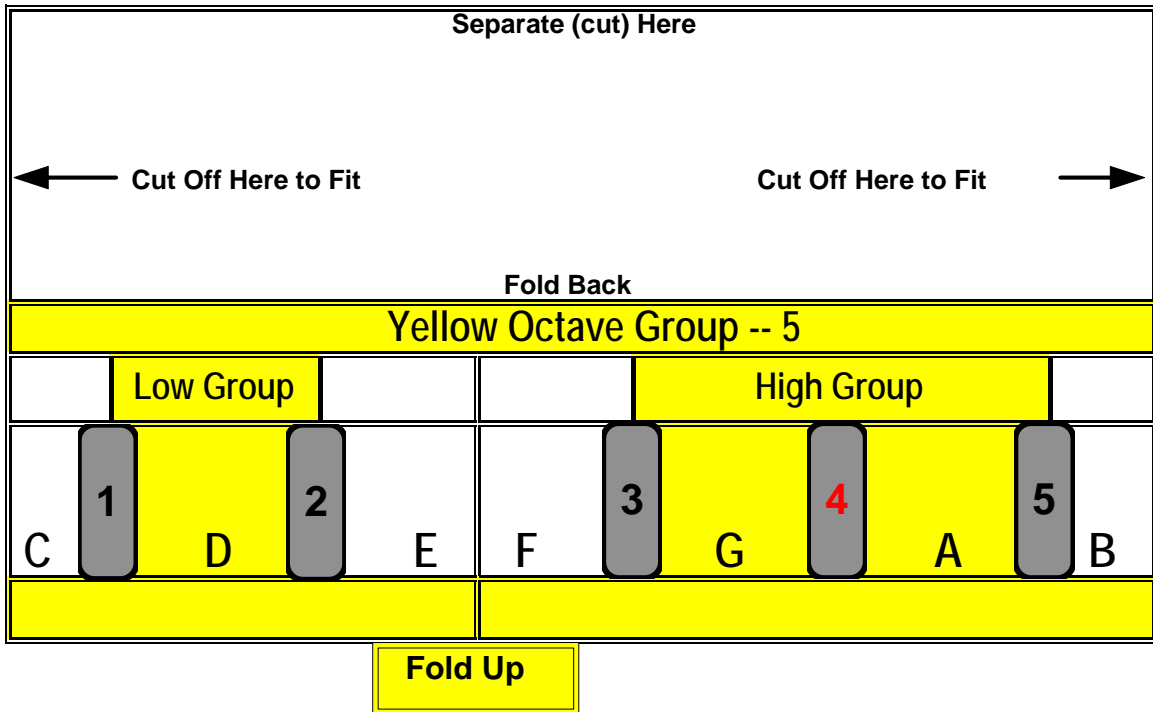 Separate (cut) Here
Cut Off Here to Fit Cut Off Here to Fit
Fold Back
Yellow Octave Group -- 5
Low Group High Group
1 2 3 4 5
C D E F G A B
Fold Up